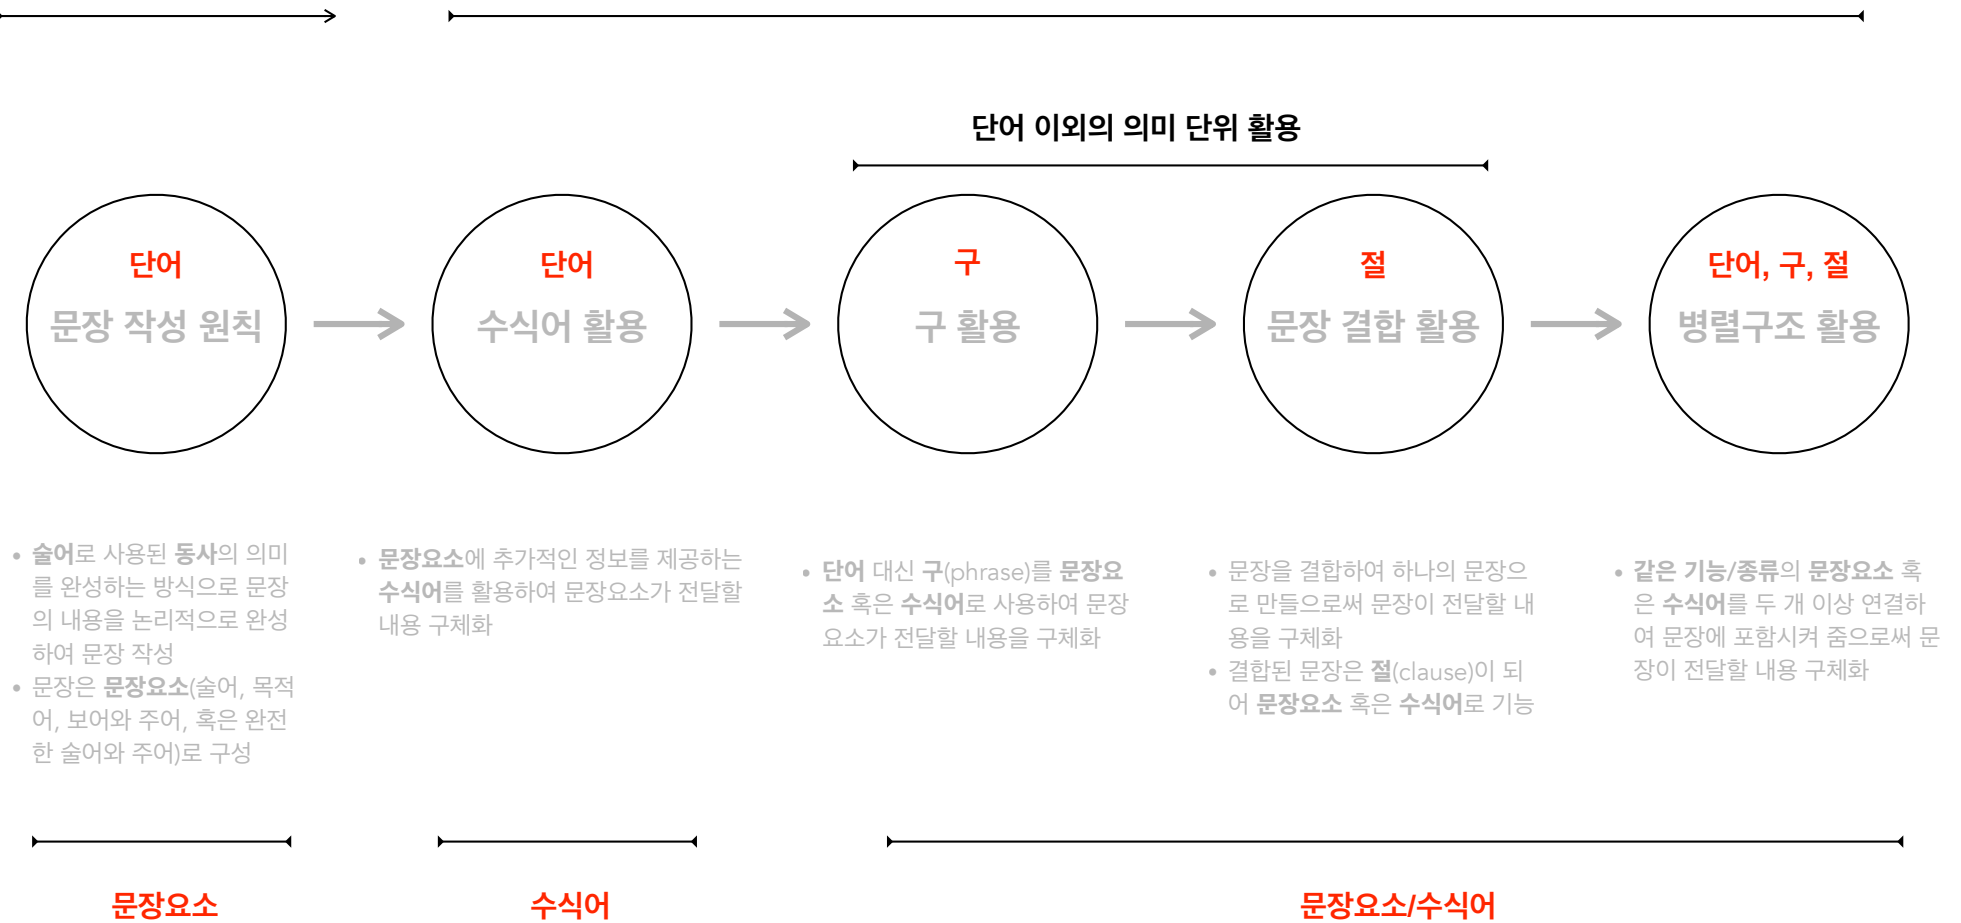 단어 이외의 의미 단위 활용
단어
문장 작성 원칙
단어
수식어 활용
구
구 활용
절
문장 결합 활용
단어, 구, 절
병렬구조 활용
• 술어로 사용된 동사의 의미
를 완성하는 방식으로 문장
의 내용을 논리적으로 완성
하여 문장 작성
• 문장은 문장요소(술어, 목적
어, 보어와 주어, 혹은 완전
한 술어와 주어)로 구성
• 문장요소에 추가적인 정보를 제공하는
수식어를 활용하여 문장요소가 전달할
내용 구체화
• 단어 대신 구(phrase)를 문장요
소 혹은 수식어로 사용하여 문장
요소가 전달할 내용을 구체화
• 문장을 결합하여 하나의 문장으
로 만들으로써 문장이 전달할 내
용을 구체화
• 결합된 문장은 절(clause)이 되
어 문장요소 혹은 수식어로 기능
• 같은 기능/종류의 문장요소 혹
은 수식어를 두 개 이상 연결하
여 문장에 포함시켜 줌으로써 문
장이 전달할 내용 구체화
문장요소
수식어
문장요소/수식어